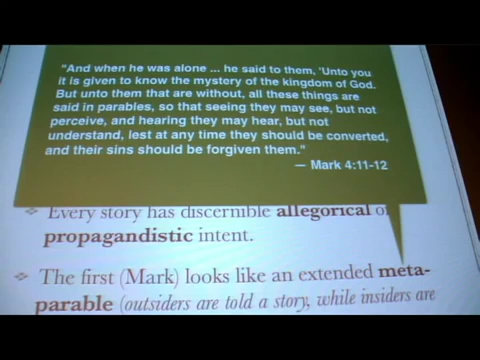 "And when he was alone ... he said to them, 'Unto you
it is given to know the mystery of the kingdom of God.
But unto them that are without, all these things are
said in parables, so that seeing they may see, but not
perceive, and hearing they may hear, but not
understand, lest at any time they should be converted,
and their sins should be forgiven them."
— Mark 4:11-12
Every story has discernible allegorical or
propagandistic intent.
The first (Mark) looks like an extended meta-
parable (outsiders are told a story, while insiders are